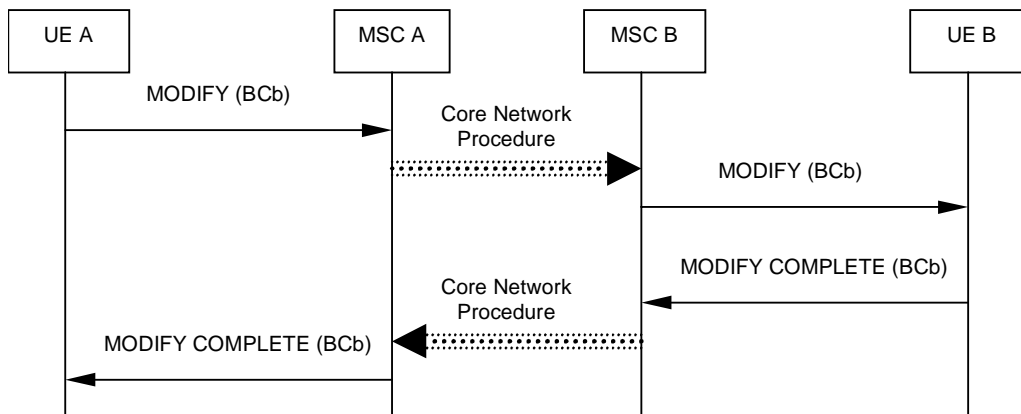 UE A
MSC A
MSC B
UE B
MODIFY (BCb)
Core Network
Procedure
MODIFY (BCb)
MODIFY COMPLETE (BCb)
Core Network
Procedure
MODIFY COMPLETE (BCb)